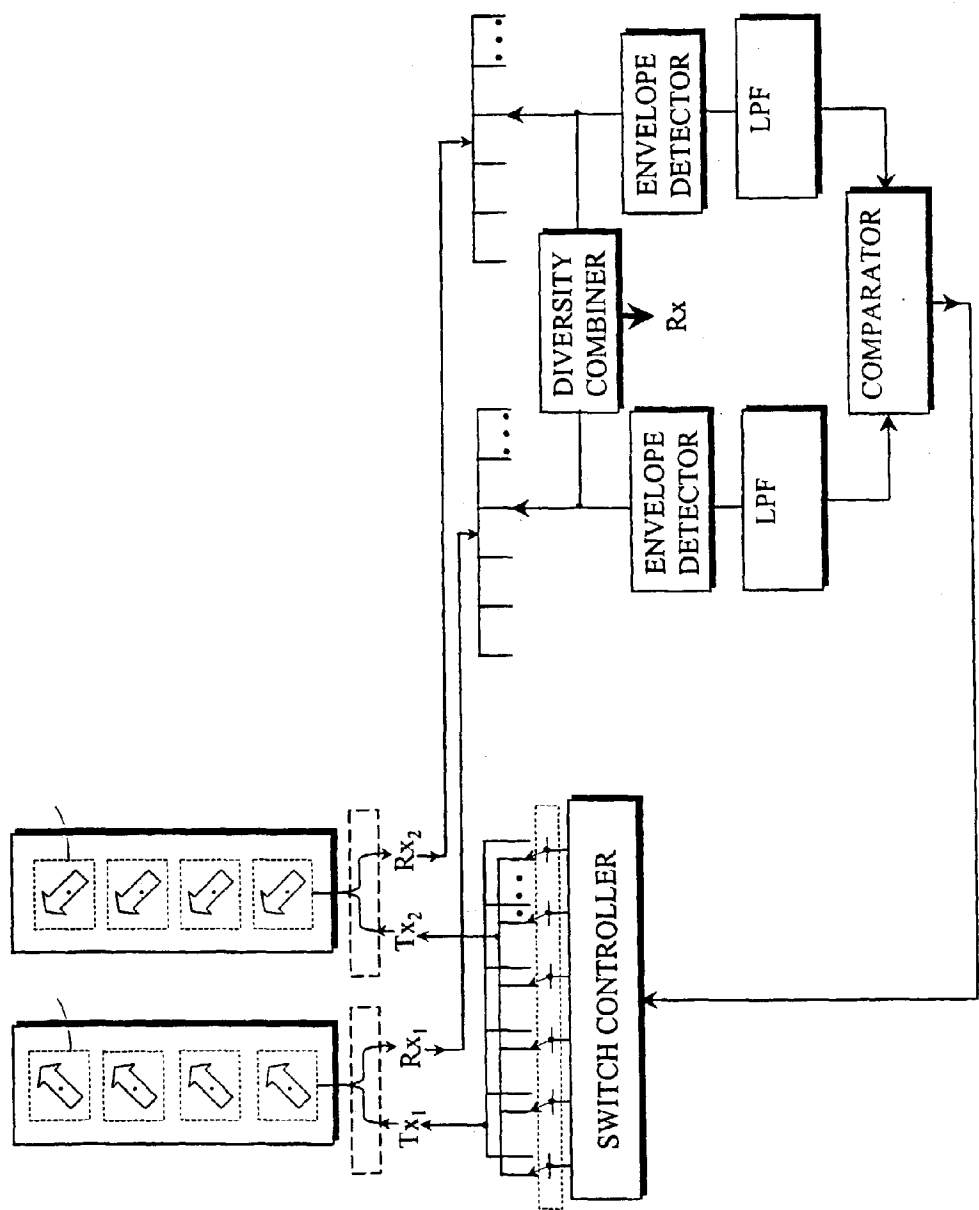 Tx1
Rx1
Tx2
Rx2
SWITCH CONTROLLER
DIVERSITY
COMBINER
Rx
ENVELOPE
DETECTOR
LPF
ENVELOPE
DETECTOR
LPF
COMPARATOR